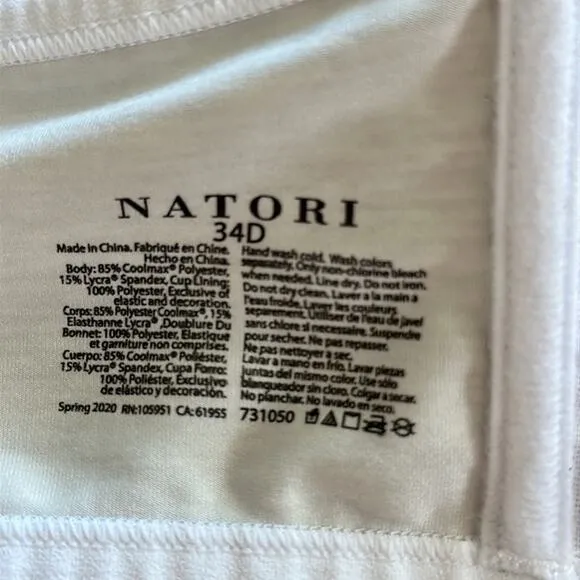 NATORI
34D
Made in China. Fabriqué en Chine.
Hecho en China.
Body: 85% Coolmax® Polyester,
15% Lycra® Spandex, Cup Lining:
100% Polyester, Exclusive of
elastic and decoration.
Corps: 85% Polyester Coolmax®, 15%
Elasthanne Lycra®, Doublure Du
Bonnet: 100% Polyester, Elastique
et garniture non comprises.
Cuerpo: 85% Coolmax® Poliéster,
15% Lycra® Spandex, Cupa Forro:
100% Poliéster, Exclusivo
de elástico y decoración.
Spring 2020 RN:105951 CA:61955
Hand wash cold. Wash colors
separately. Only non-chlorine bleach
when needed. Line dry. Do not iron.
Do not dry clean. Laver a la main a
l'eau froide. Laver les couleurs
separement. Utiliser de l'eau de javel
sans chlore si necessaire. Suspendre
pour secher. Ne pas repasser.
Ne pas nettoyer à sec.
Lavar a mano en frío. Lavar piezas
juntas del mismo color. Use sólo
blanqueador sin cloro. Colgar a secar.
No planchar. No lavado en seco.
731050